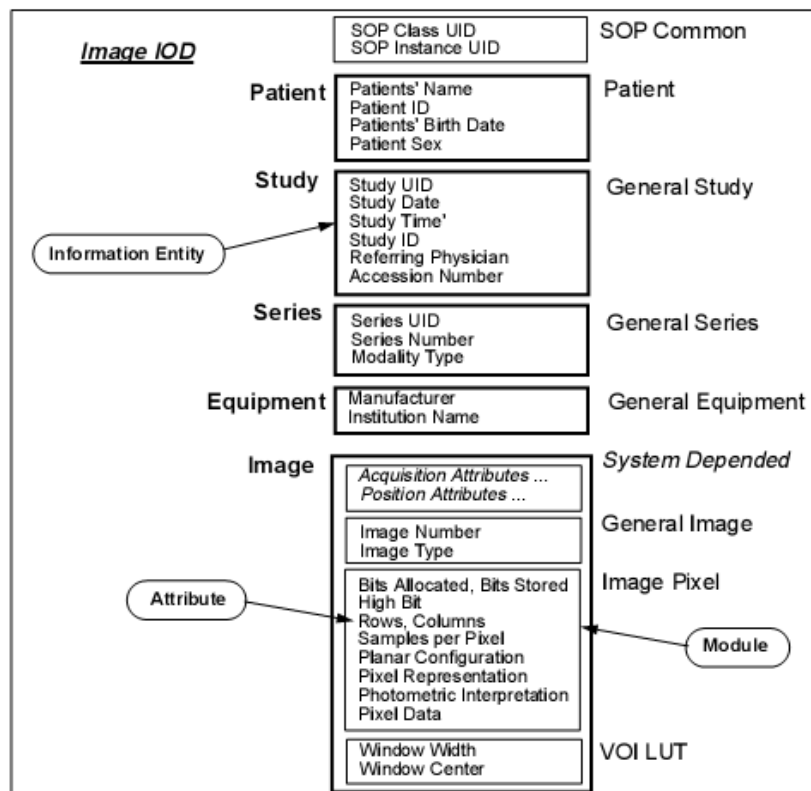 Image IOD
SOP Class UID
SOP Instance UID
SOP Common
Patient
Patients' Name
Patient ID
Patients' Birth Date
Patient Sex
Patient
Study
Study UID
Study Date
Study Time'
Study ID
Referring Physician
Accession Number
General Study
Information Entity
Series
Series UID
Series Number
Modality Type
General Series
Equipment
Manufacturer
Institution Name
General Equipment
Image
System Depended
Acquisition Attributes ...
Position Attributes ...
Image Number
Image Type
General Image
Bits Allocated, Bits Stored
High Bit
Rows, Columns
Samples per Pixel
Planar Configuration
Pixel Representation
Photometric Interpretation
Pixel Data
Image Pixel
Attribute
Module
Window Width
Window Center
VOI LUT